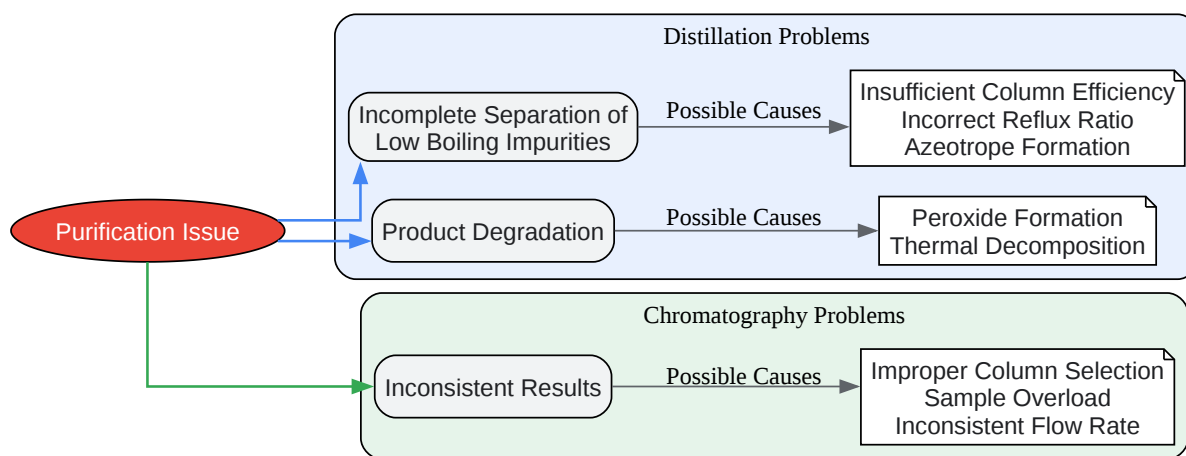 Distillation Problems
Incomplete Separation of
Low Boiling Impurities
Possible Causes
Insufficient Column Efficiency
Incorrect Reflux Ratio
Azeotrope Formation
Purification Issue
Product Degradation
Possible Causes
Peroxide Formation
Thermal Decomposition
Chromatography Problems
Inconsistent Results
Possible Causes
Improper Column Selection
Sample Overload
Inconsistent Flow Rate